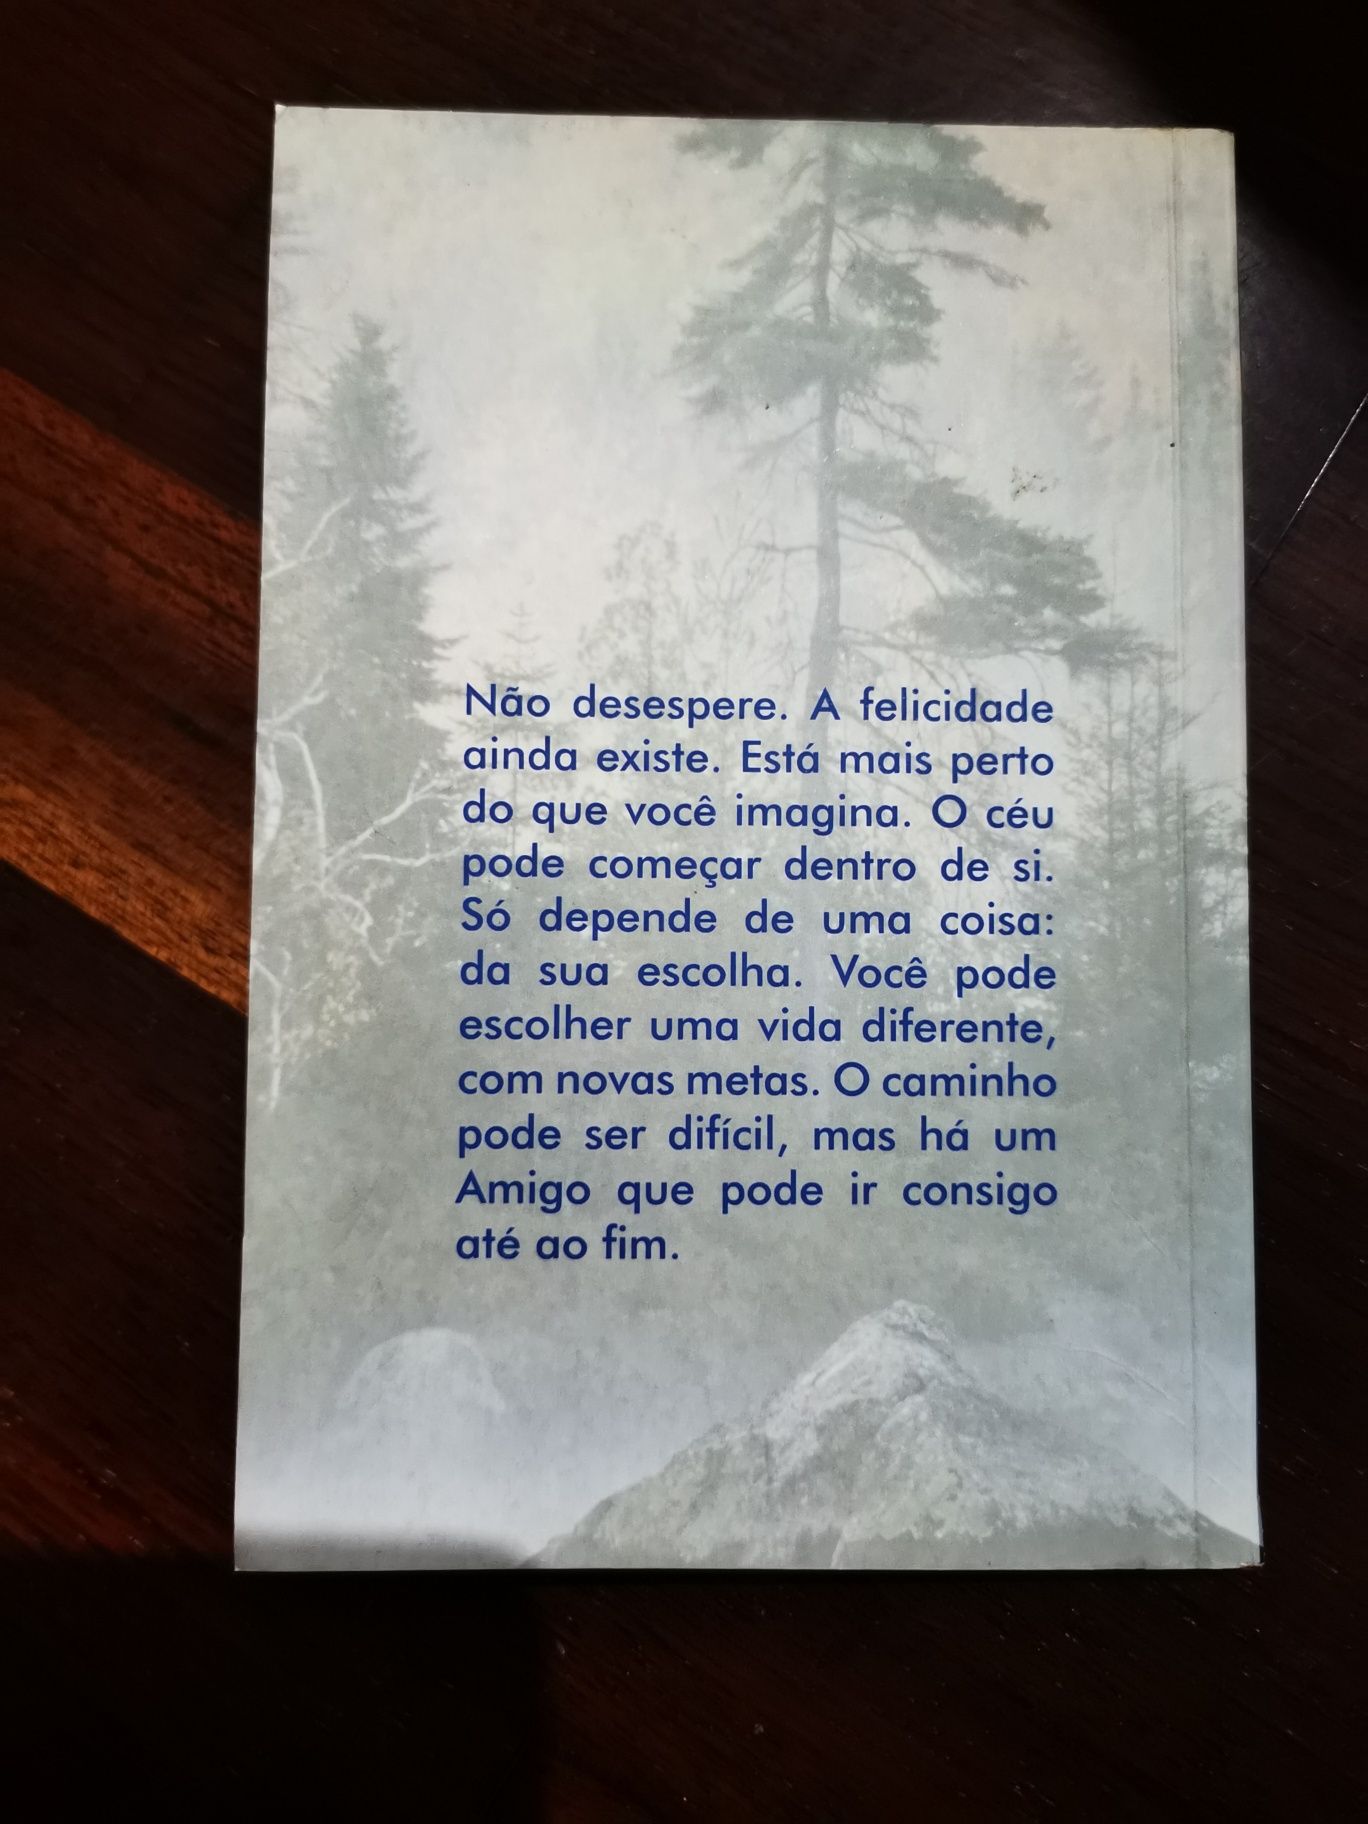 Não desespere. A felicidade
ainda existe. Está mais perto
do que você imagina. O céu
pode começar dentro de si.
Só depende de uma coisa:
da sua escolha. Você pode
escolher uma vida diferente,
com novas metas. O caminho
pode ser difícil, mas há um
Amigo que pode ir consigo
até ao fim.